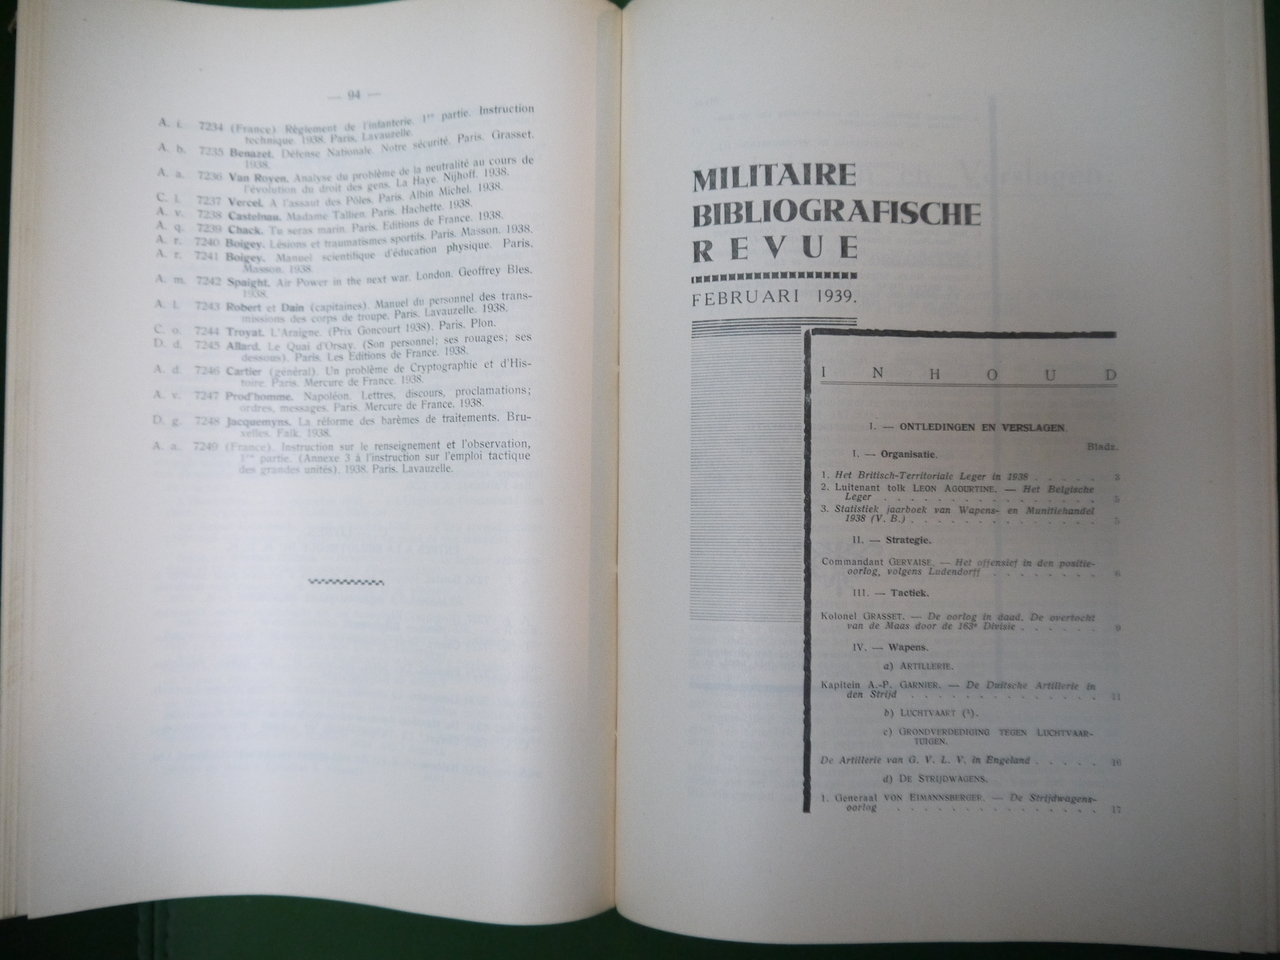 — 94 —
A. i. 7234 (France) Règlement de l'infanterie. 1re partie. Instruction
technique. 1938. Paris. Lavauzelle.
A. b. 7235 Benazet. Défense Nationale. Notre sécurité. Paris. Grasset.
1938.
A. a. 7236 Van Royen. Analyse du problème de la neutralité au cours de
l'évolution du droit des gens. La Haye. Nijhoff. 1938.
C. l. 7237 Vercel. A l'assaut des Pôles. Paris. Albin Michel. 1938.
A. v. 7238 Castelnau. Madame Tallien. Paris. Hachette. 1938.
A. q. 7239 Chack. Tu seras marin. Paris. Editions de France. 1938.
A. r. 7240 Boigey. Lésions et traumatismes sportifs. Paris. Masson. 1938.
A. r. 7241 Boigey. Manuel scientifique d'éducation physique. Paris.
Masson. 1938.
A. m. 7242 Spaight. Air Power in the next war. London. Geoffrey Bles.
1938.
A. l. 7243 Robert et Dain (capitaines). Manuel du personnel des trans-
missions des corps de troupe. Paris. Lavauzelle. 1938.
C. o. 7244 Troyat. L'Araigne. (Prix Goncourt 1938). Paris. Plon.
D. d. 7245 Allard. Le Quai d'Orsay. (Son personnel; ses rouages; ses
dessous). Paris. Les Editions de France. 1938.
A. d. 7246 Cartier (général). Un problème de Cryptographie et d'His-
toire. Paris. Mercure de France. 1938.
A. v. 7247 Prod'homme. Napoléon. Lettres, discours, proclamations;
ordres, messages. Paris. Mercure de France. 1938.
D. g. 7248 Jacquemyns. La réforme des barèmes de traitements. Bru-
xelles. Falk. 1938.
A. a. 7249 (France). Instruction sur le renseignement et l'observation,
1re partie. (Annexe 3 à l'instruction sur l'emploi tactique
des grandes unités). 1938. Paris. Lavauzelle.
MILITAIRE
BIBLIOGRAFISCHE
REVUE
FEBRUARI 1939.
INHOUD
I. — ONTLEDINGEN EN VERSLAGEN.
Bladz.
I. — Organisatie.
1. Het Britisch-Territoriale Leger in 1938 . . . . . 3
2. Luitenant tolk LEON AGOURTINE. — Het Belgische
Leger . . . . . . . . . . . . . . 5
3. Statistiek jaarboek van Wapens- en Munitiehandel
1938 (V. B.) . . . . . . . . . . . . 5
II. — Strategie.
Commandant GERVAISE. — Het offensief in den positie-
oorlog, volgens Ludendorff . . . . . . . 6
III. — Tactiek.
Kolonel GRASSET. — De oorlog in daad. De overtocht
van de Maas door de 163e Divisie . . . . . 9
IV. — Wapens.
a) ARTILLERIE.
Kapitein A.-P. GARNIER. — De Duitsche Artillerie in
den Strijd . . . . . . . . . . . . 11
b) LUCHTVAART (1).
c) GRONDVERDEDIGING TEGEN LUCHTVAAR-
TUIGEN.
De Artillerie van G. V. L. V. in Engeland . . . . . 16
d) DE STRIJDWAGENS.
1. Generaal VON EIMANNSBERGER. — De Strijdwagens-
oorlog . . . . . . . . . . . . . 17